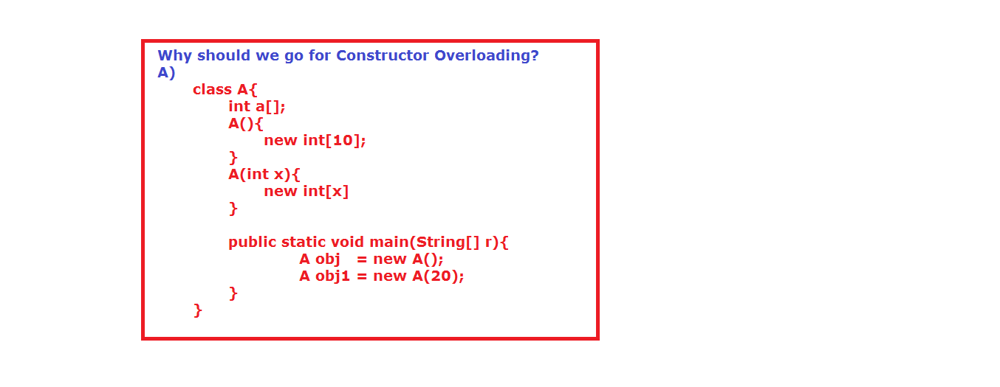 Why should we go for Constructor Overloading?
A)
class A{
int a[];
A(){
new int[10];
}
A(int x){
new int[x]
}
public static void main(String[] r){
A obj   = new A();
A obj1 = new A(20);
}
}